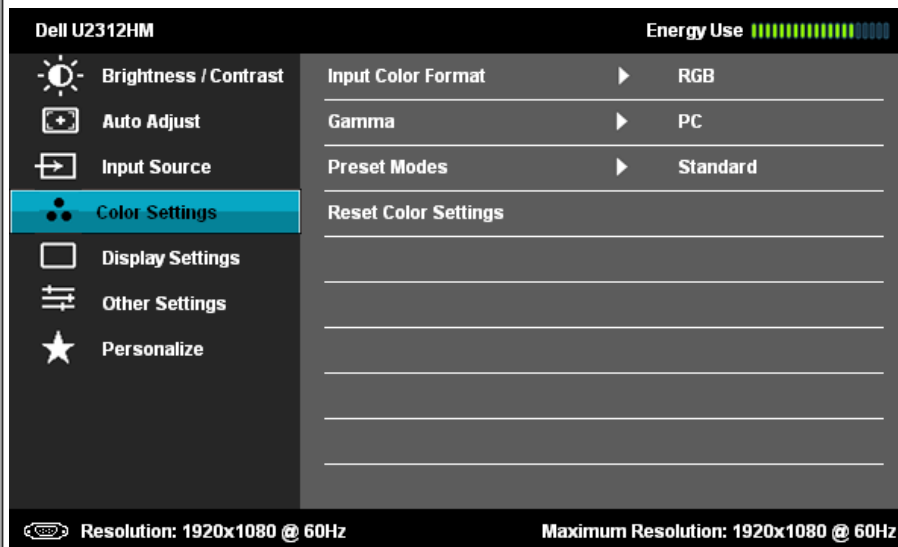 Dell U2312HM Energy Use
Brightness / Contrast Input Color Format RGB
Auto Adjust Gamma PC
Input Source Preset Modes Standard
Color Settings Reset Color Settings
Display Settings
Other Settings
Personalize
Resolution: 1920x1080 @ 60Hz Maximum Resolution: 1920x1080 @ 60Hz